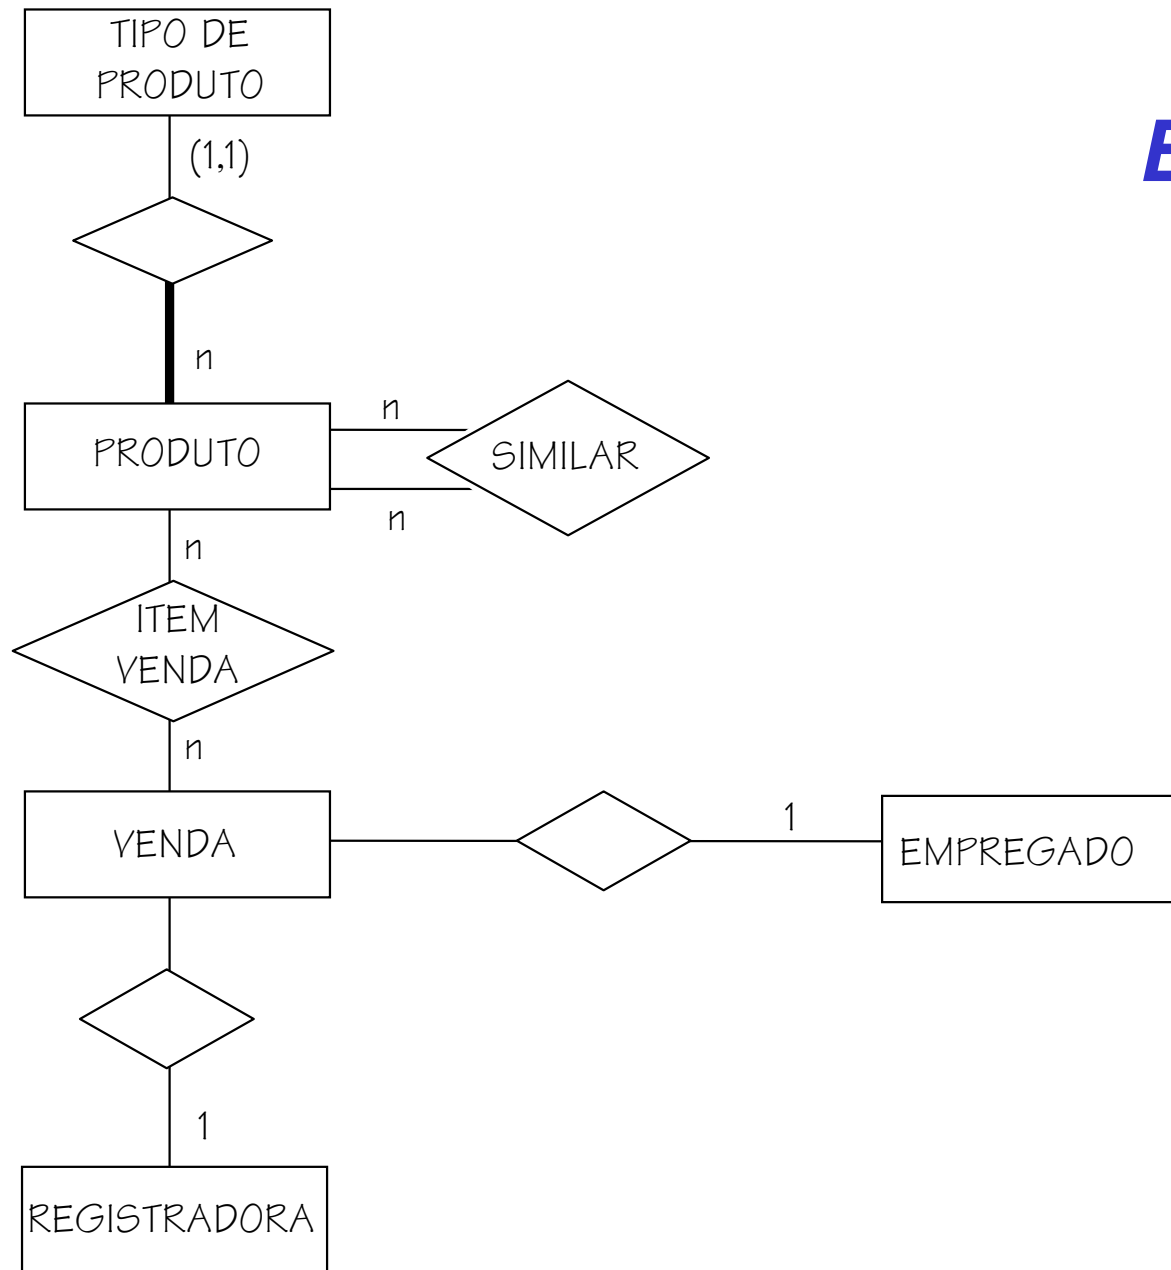 TIPO DE
PRODUTO
(1,1)
E
n
PRODUTO
n
SIMILAR
n
n
ITEM
VENDA
n
VENDA
1
EMPREGADO
1
REGISTRADORA